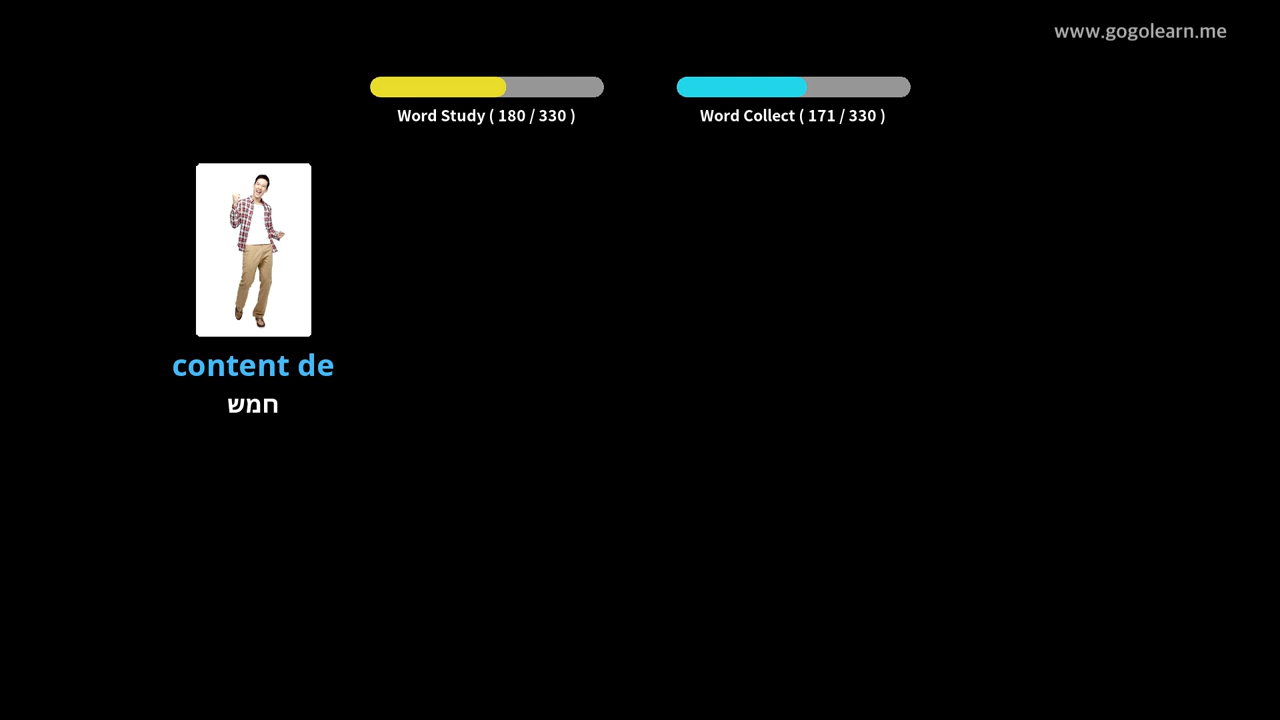 www.gogolearn.me
Word Study ( 180 / 330 )
Word Collect ( 171 / 330 )
content de
חמש